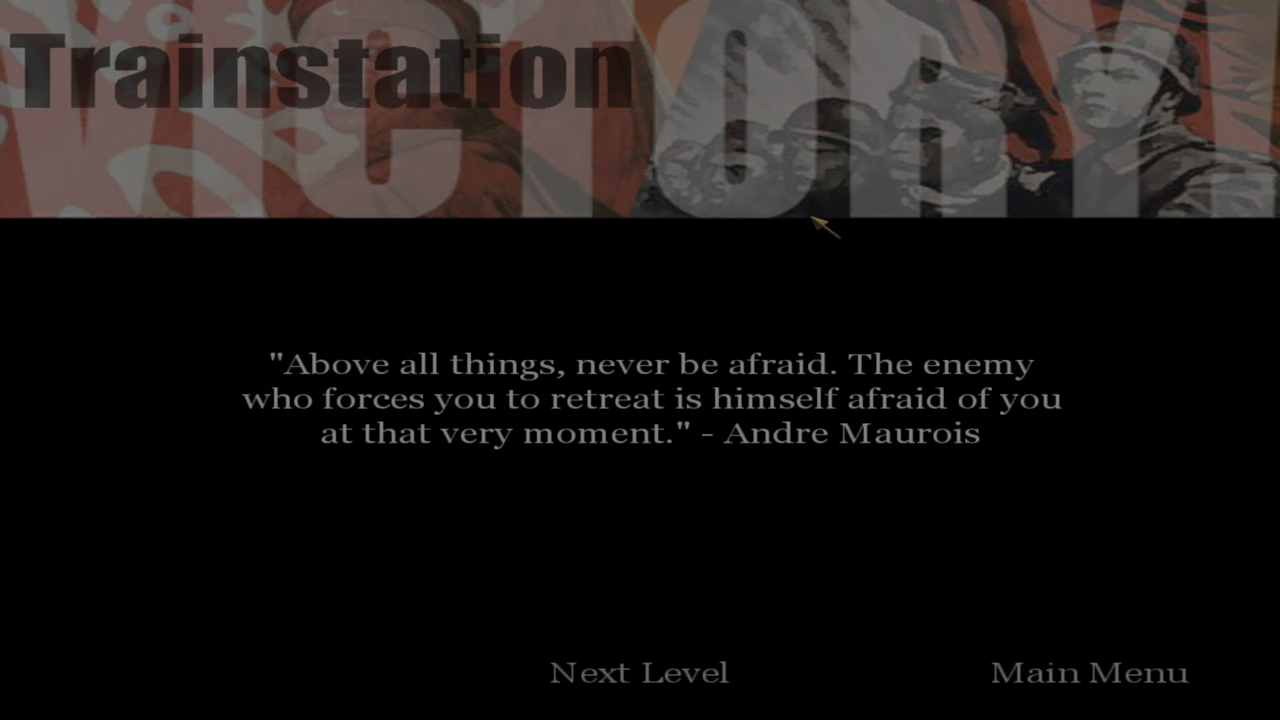 VICTORY!
Trainstation
"Above all things, never be afraid. The enemy
who forces you to retreat is himself afraid of you
at that very moment." - Andre Maurois
Next Level
Main Menu